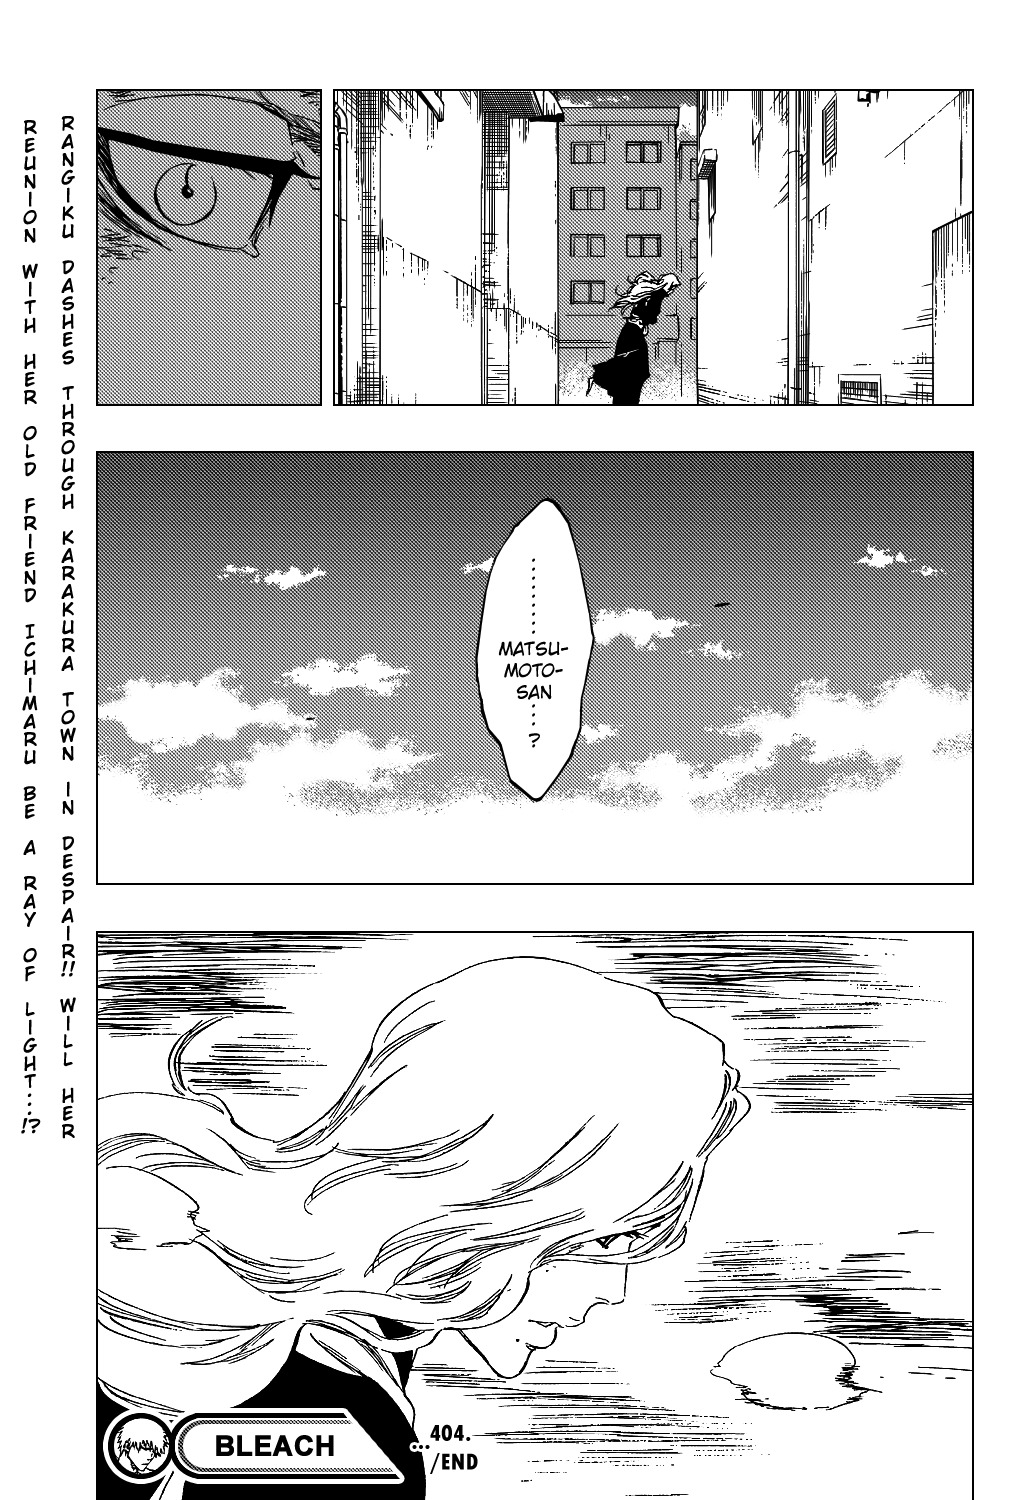 RANGIKU DASHES THROUGH KARAKURA TOWN IN DESPAIR!! WILL HER
REUNION WITH HER OLD FRIEND ICHIMARU BE A RAY OF LIGHT...!?
..........
MATSU-
MOTO-
SAN
...?
BLEACH
...404.
/END